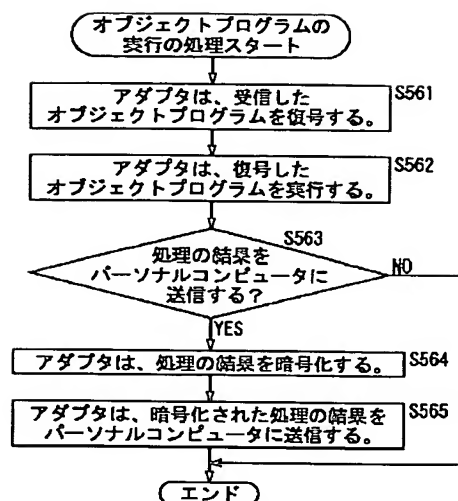 オブジェクトプログラムの
実行の処理スタート
アダプタは、受信した
オブジェクトプログラムを復号する。
S561
アダプタは、復号した
オブジェクトプログラムを実行する。
S562
S563
処理の結果を
パーソナルコンピュータに
送信する?
NO
YES
アダプタは、処理の結果を暗号化する。
S564
アダプタは、暗号化された処理の結果を
パーソナルコンピュータに送信する。
S565
エンド